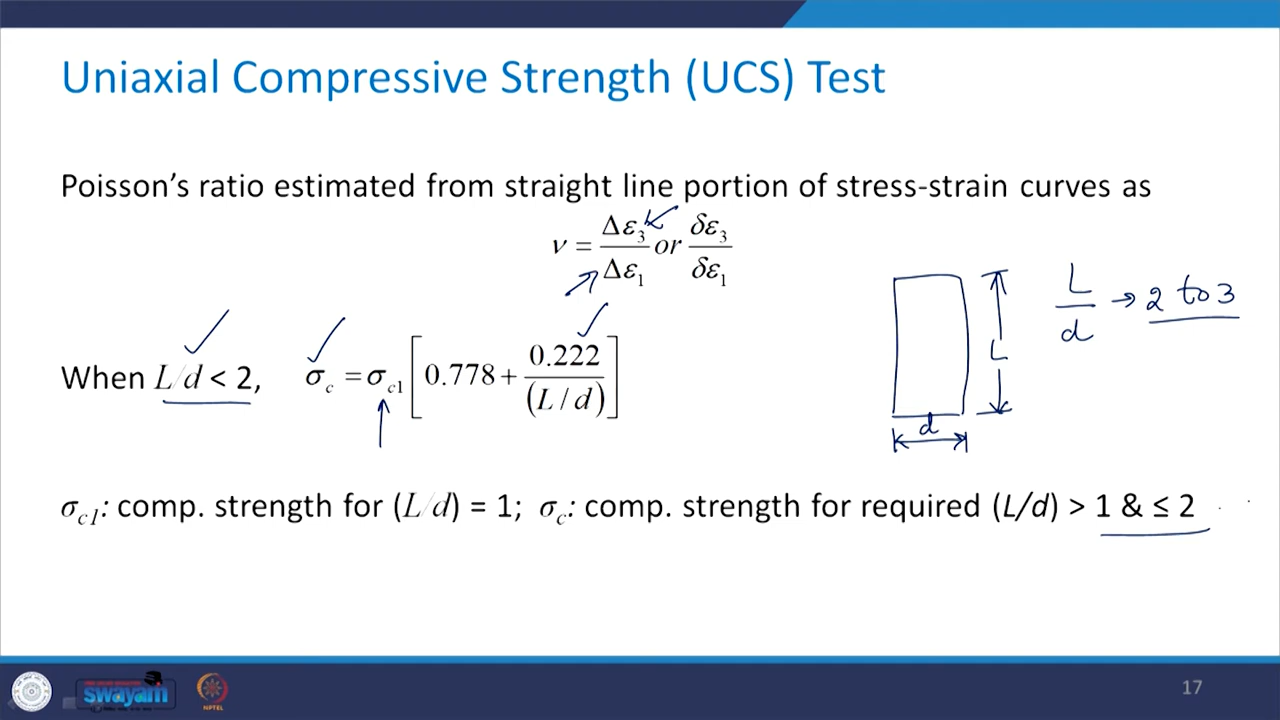 Uniaxial Compressive Strength (UCS) Test
Poisson's ratio estimated from straight line portion of stress-strain curves as
ν = Δε₃/Δε₁ or δε₃/δε₁
When L/d < 2, σc = σc1 [0.778 + 0.222/(L / d)]
L/d → 2 to 3
L
d
σc1: comp. strength for (L/d) = 1; σc: comp. strength for required (L/d) > 1 & ≤ 2
swayam
NPTEL
17